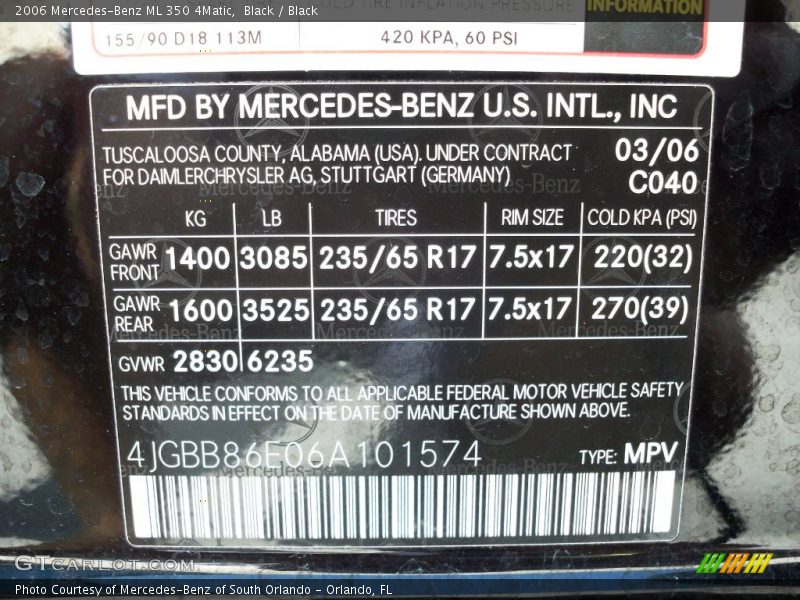 2006 Mercedes-Benz ML 350 4Matic, Black / Black
TIRE INFLATION PRESSURE
INFORMATION
155/90 D18 113M 420 KPA, 60 PSI
MFD BY MERCEDES-BENZ U.S. INTL., INC
TUSCALOOSA COUNTY, ALABAMA (USA). UNDER CONTRACT 03/06
FOR DAIMLERCHRYSLER AG, STUTTGART (GERMANY) C040
KG LB TIRES RIM SIZE COLD KPA (PSI)
GAWR FRONT 1400 3085 235/65 R17 7.5x17 220(32)
GAWR REAR 1600 3525 235/65 R17 7.5x17 270(39)
GVWR 2830 6235
THIS VEHICLE CONFORMS TO ALL APPLICABLE FEDERAL MOTOR VEHICLE SAFETY
STANDARDS IN EFFECT ON THE DATE OF MANUFACTURE SHOWN ABOVE.
4JGBB86E06A101574 TYPE: MPV
GTCARLOT.COM
Photo Courtesy of Mercedes-Benz of South Orlando - Orlando, FL